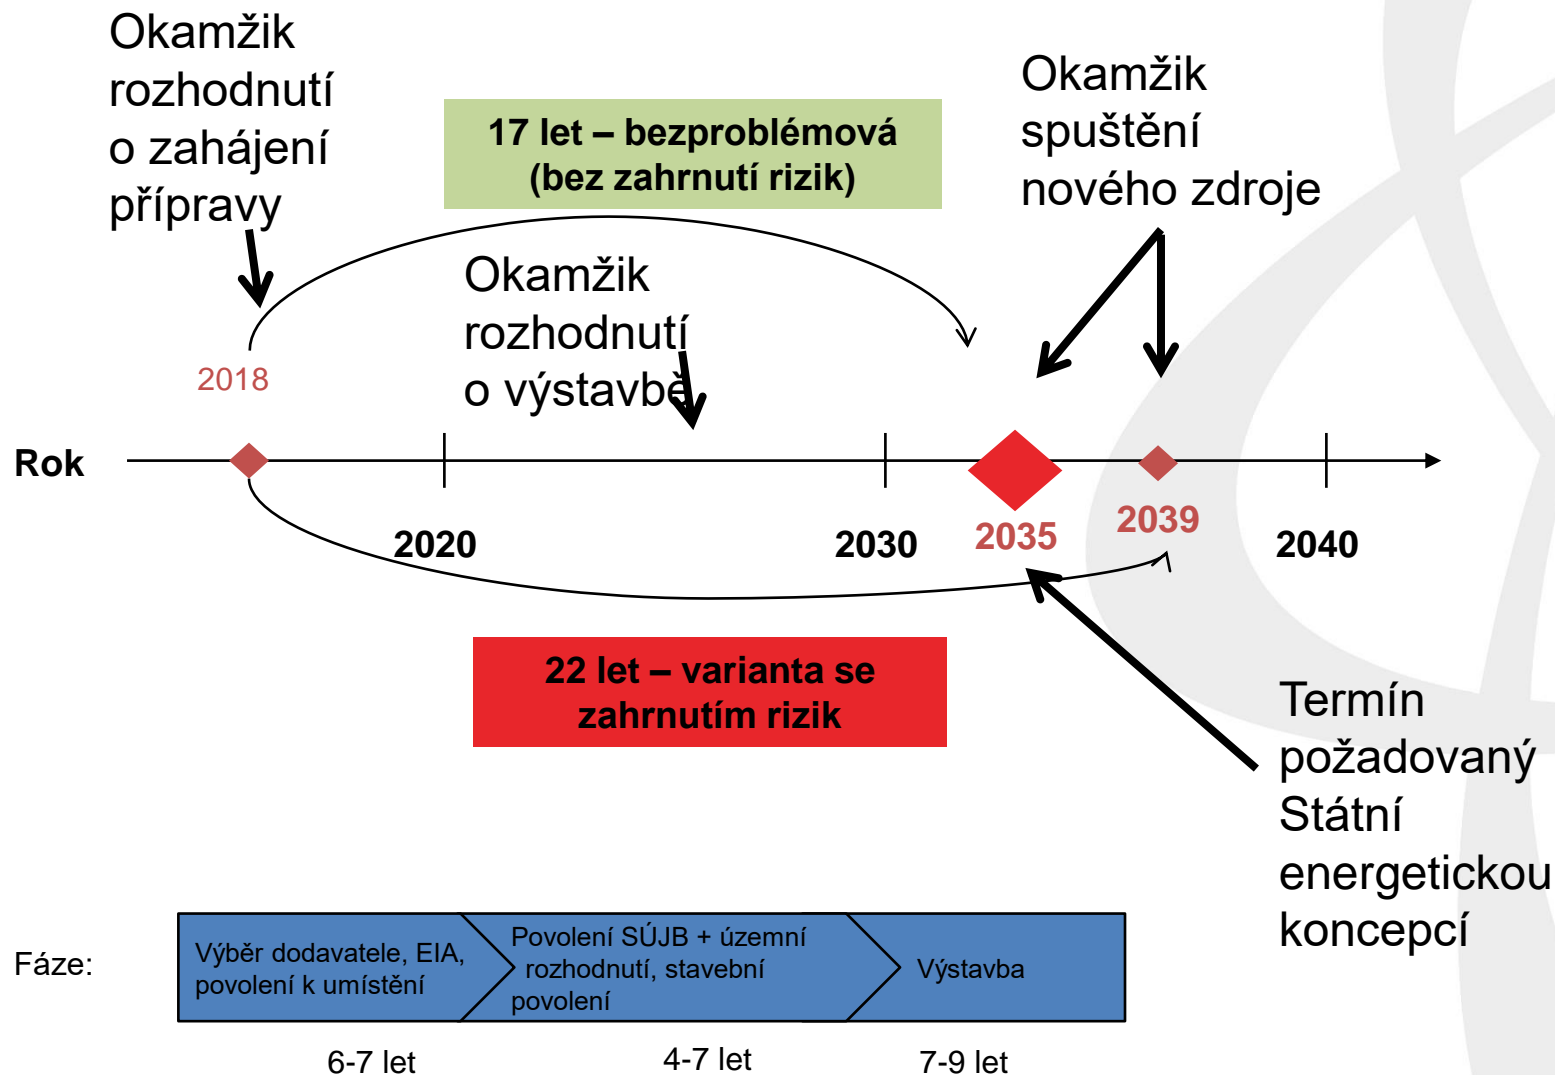 Okamžik
rozhodnutí
o zahájení
přípravy
17 let – bezproblémová
(bez zahrnutí rizik)
Okamžik
spuštění
nového zdroje
Okamžik
rozhodnutí
o výstavbě
2018
Rok
2020
2030
2035
2039
2040
22 let – varianta se
zahrnutím rizik
Termín
požadovaný
Státní
energetickou
koncepcí
Fáze:
Výběr dodavatele, EIA,
povolení k umístění
Povolení SÚJB + územní
rozhodnutí, stavební
povolení
Výstavba
6-7 let
4-7 let
7-9 let